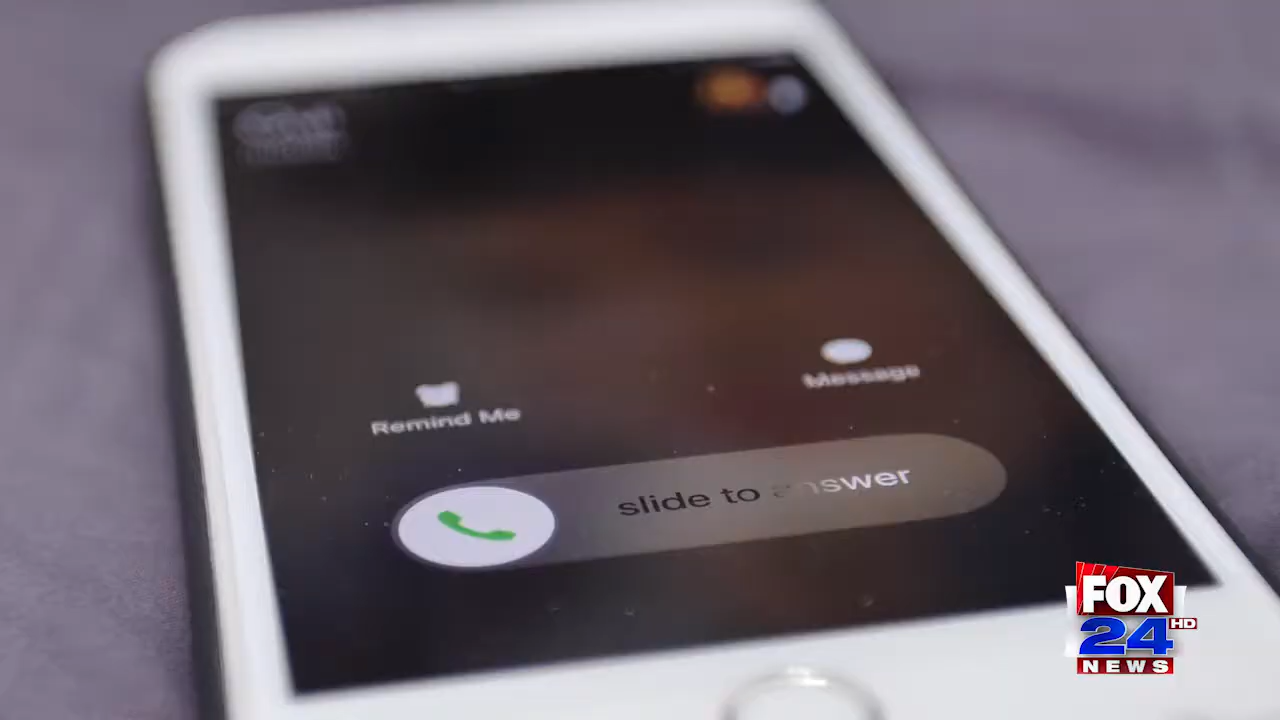 Remind Me
Message
slide to answer
FOX
24 HD
NEWS